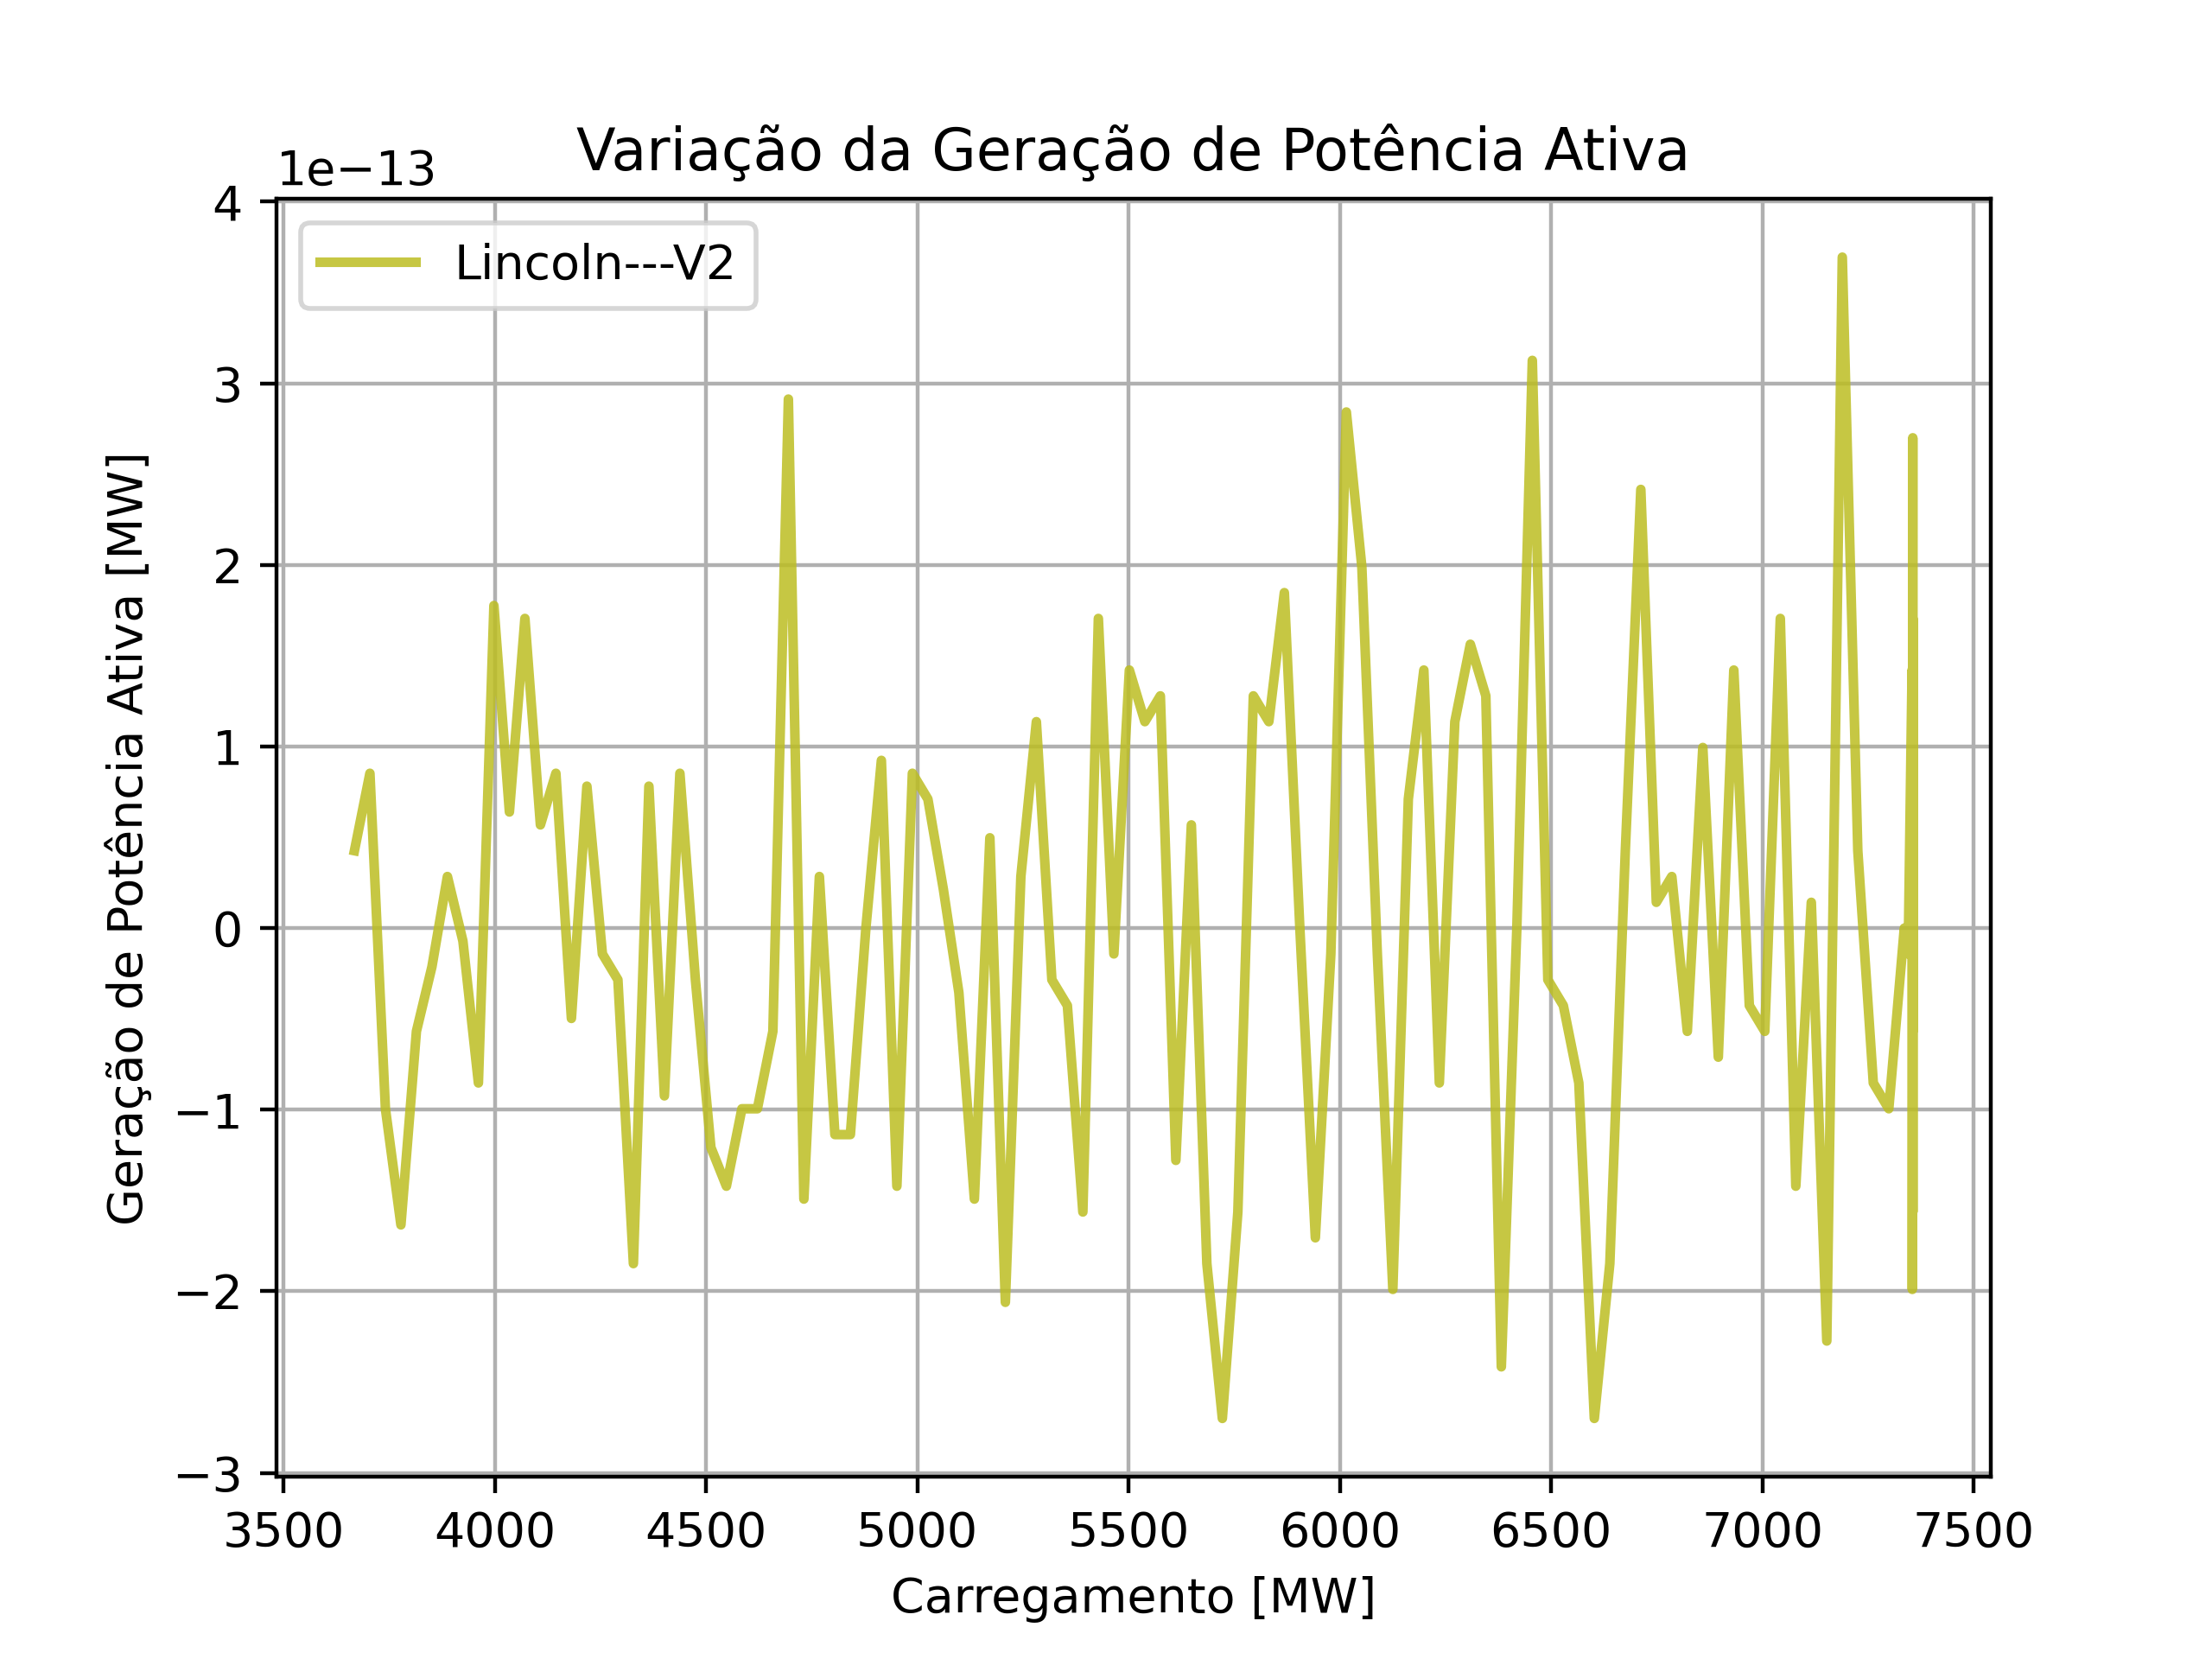 Variação da Geração de Potência Ativa
1e−13
Lincoln---V2
4
3
2
1
0
−1
−2
−3
Geração de Potência Ativa [MW]
3500 4000 4500 5000 5500 6000 6500 7000 7500
Carregamento [MW]